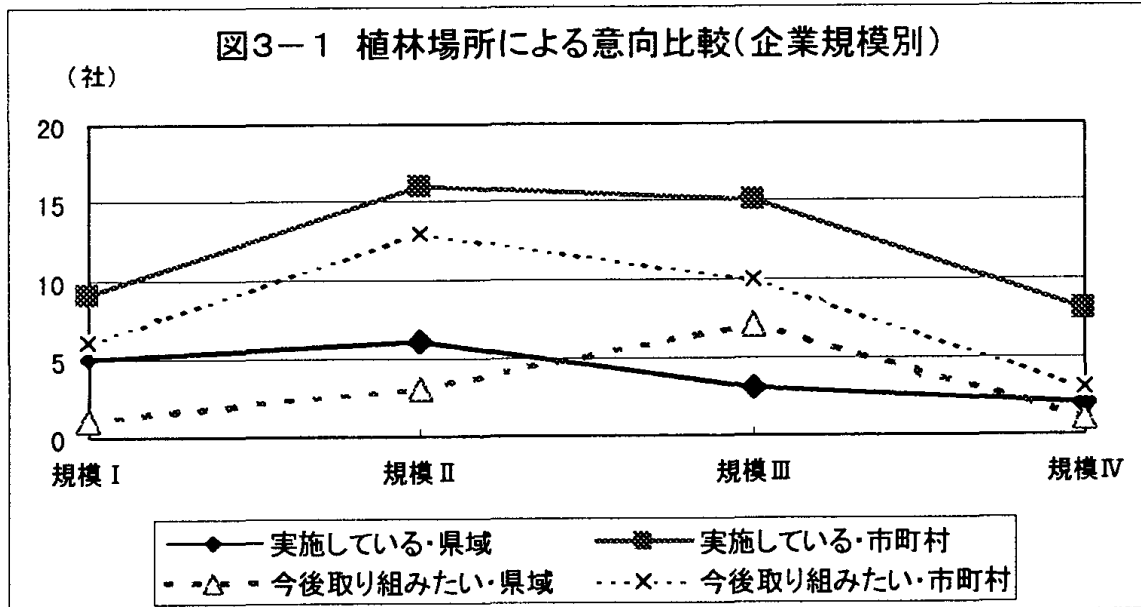 図3－1 植林場所による意向比較(企業規模別)
(社)
20
15
10
5
0
規模Ⅰ 規模Ⅱ 規模Ⅲ 規模Ⅳ
実施している・県域 実施している・市町村
今後取り組みたい・県域 今後取り組みたい・市町村